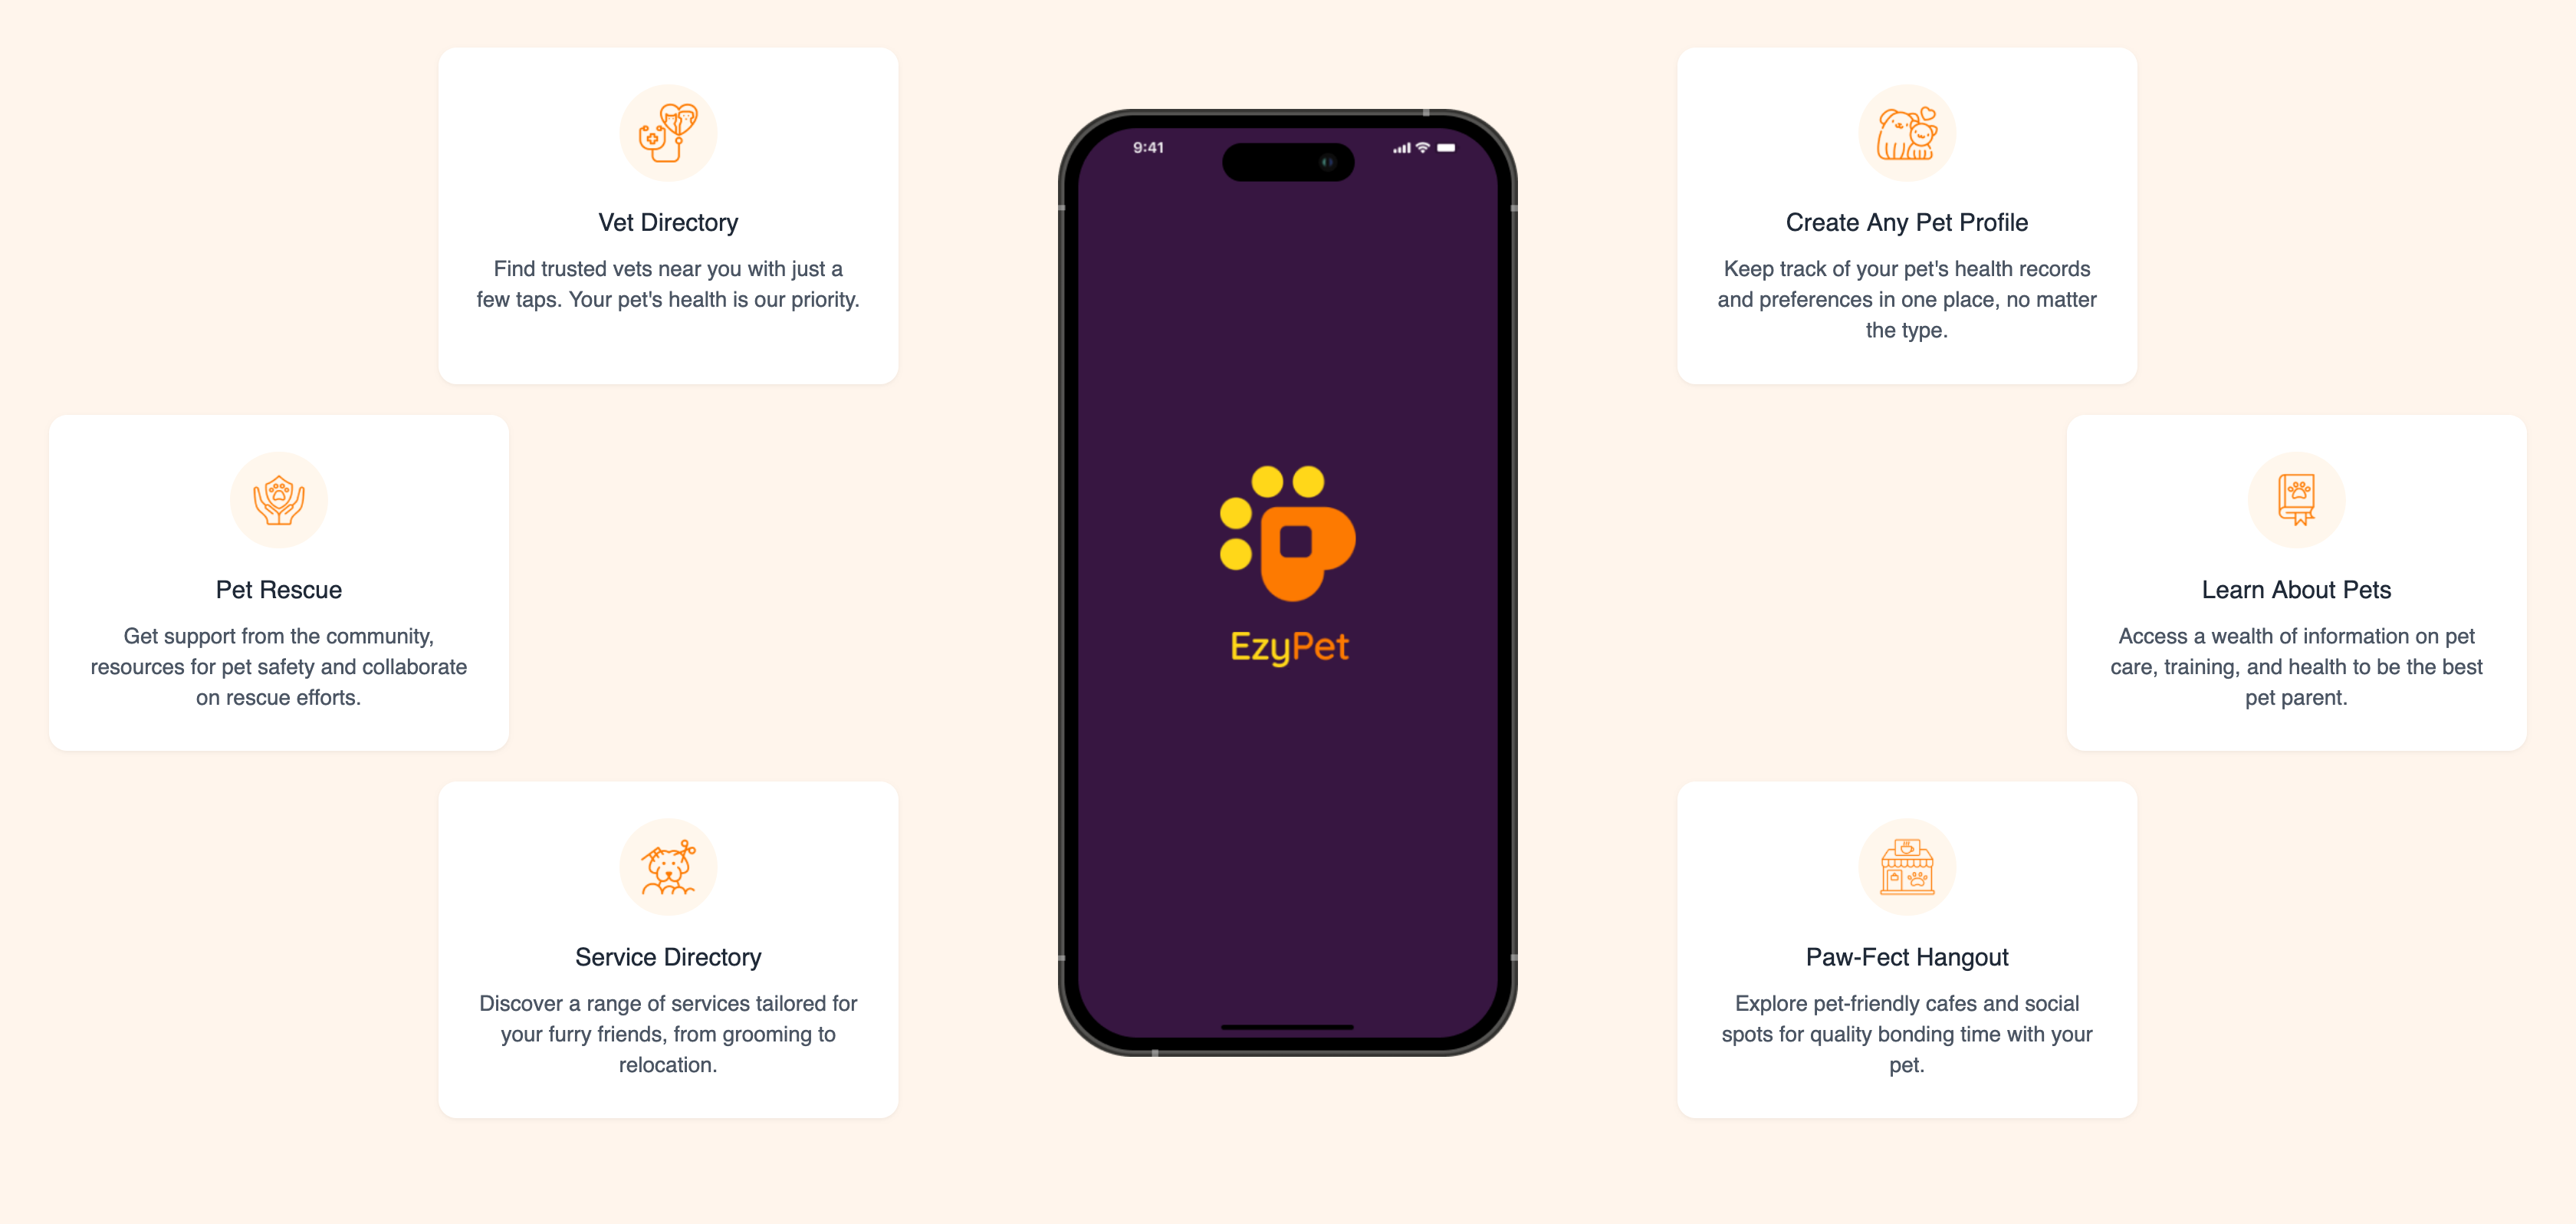 Vet Directory
Find trusted vets near you with just a
few taps. Your pet's health is our priority.
Pet Rescue
Get support from the community,
resources for pet safety and collaborate
on rescue efforts.
Service Directory
Discover a range of services tailored for
your furry friends, from grooming to
relocation.
9:41
EzyPet
Create Any Pet Profile
Keep track of your pet's health records
and preferences in one place, no matter
the type.
Learn About Pets
Access a wealth of information on pet
care, training, and health to be the best
pet parent.
Paw-Fect Hangout
Explore pet-friendly cafes and social
spots for quality bonding time with your
pet.